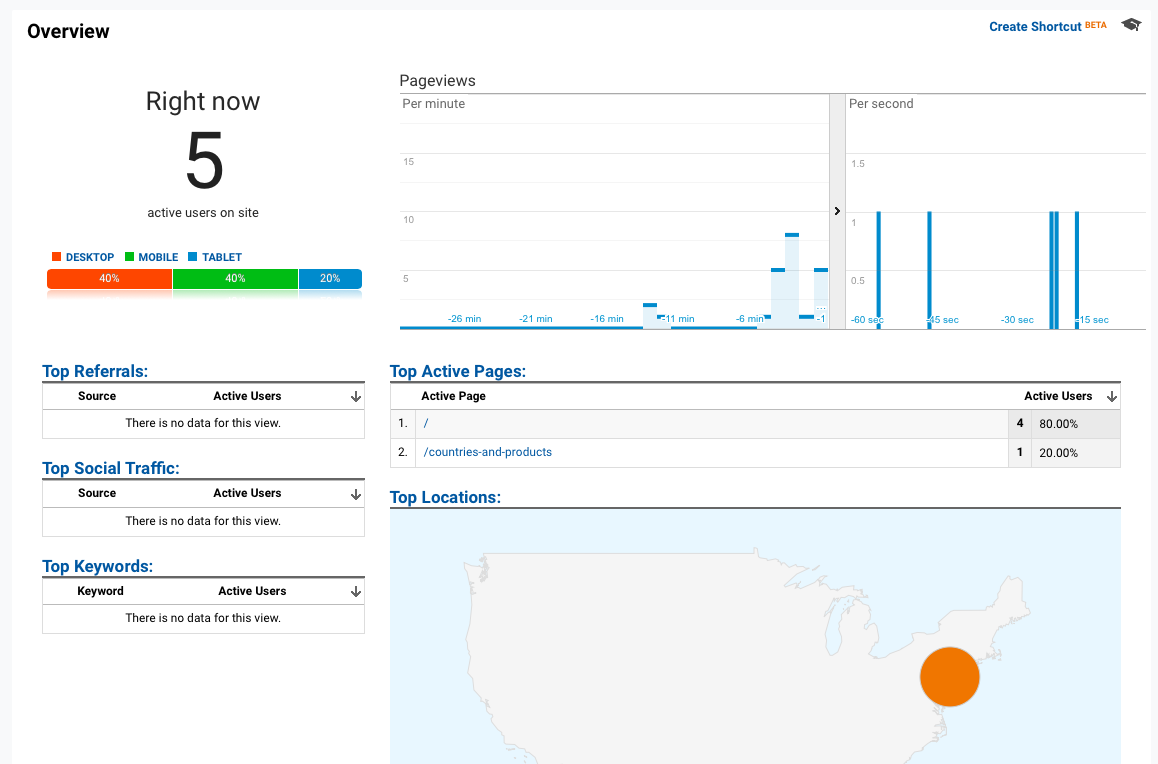 Overview
Create Shortcut BETA
Right now
5
active users on site
DESKTOP MOBILE TABLET
40% 40% 20%
Pageviews
Per minute
15
10
5
-26 min -21 min -16 min -11 min -6 min -1
...
Per second
1.5
1
0.5
-60 sec -45 sec -30 sec -15 sec
Top Referrals:
Source Active Users
There is no data for this view.
Top Social Traffic:
Source Active Users
There is no data for this view.
Top Keywords:
Keyword Active Users
There is no data for this view.
Top Active Pages:
Active Page Active Users
1. / 4 80.00%
2. /countries-and-products 1 20.00%
Top Locations: